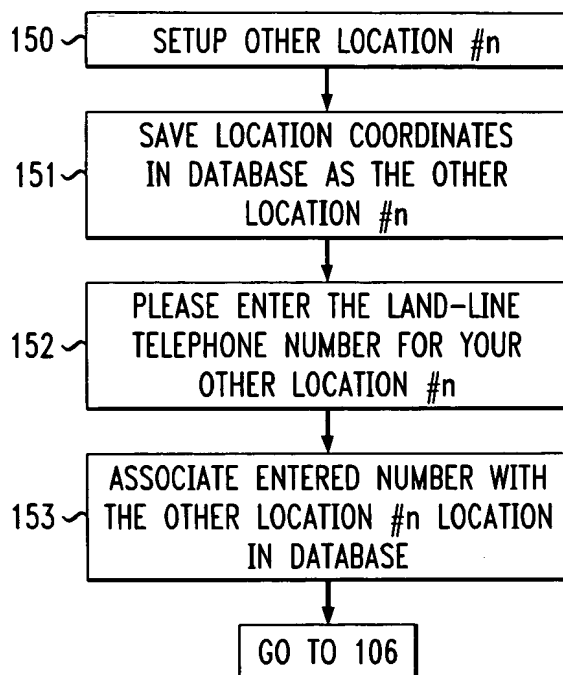 150 SETUP OTHER LOCATION #n
151 SAVE LOCATION COORDINATES
IN DATABASE AS THE OTHER
LOCATION #n
152 PLEASE ENTER THE LAND-LINE
TELEPHONE NUMBER FOR YOUR
OTHER LOCATION #n
153 ASSOCIATE ENTERED NUMBER WITH
THE OTHER LOCATION #n LOCATION
IN DATABASE
GO TO 106